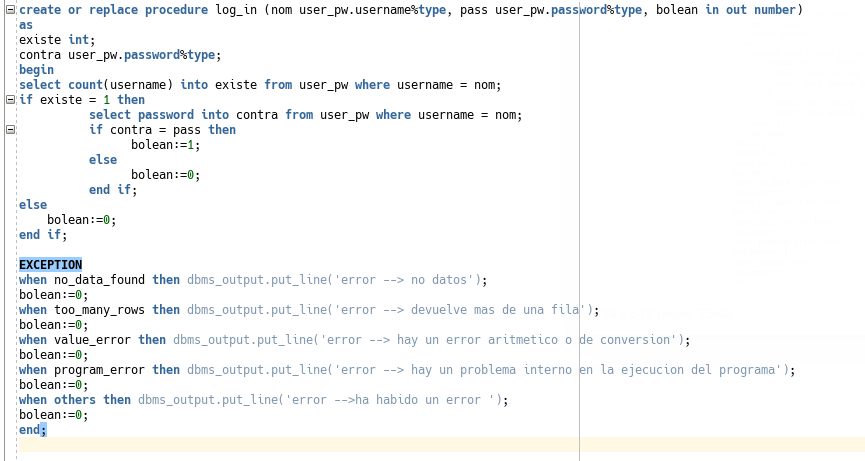 create or replace procedure log_in (nom user_pw.username%type, pass user_pw.password%type, bolean in out number)
as
existe int;
contra user_pw.password%type;
begin
select count(username) into existe from user_pw where username = nom;
if existe = 1 then
select password into contra from user_pw where username = nom;
if contra = pass then
bolean:=1;
else
bolean:=0;
end if;
else
bolean:=0;
end if;
EXCEPTION
when no_data_found then dbms_output.put_line('error --> no datos');
bolean:=0;
when too_many_rows then dbms_output.put_line('error --> devuelve mas de una fila');
bolean:=0;
when value_error then dbms_output.put_line('error --> hay un error aritmetico o de conversion');
bolean:=0;
when program_error then dbms_output.put_line('error --> hay un problema interno en la ejecucion del programa');
bolean:=0;
when others then dbms_output.put_line('error -->ha habido un error ');
bolean:=0;
end;